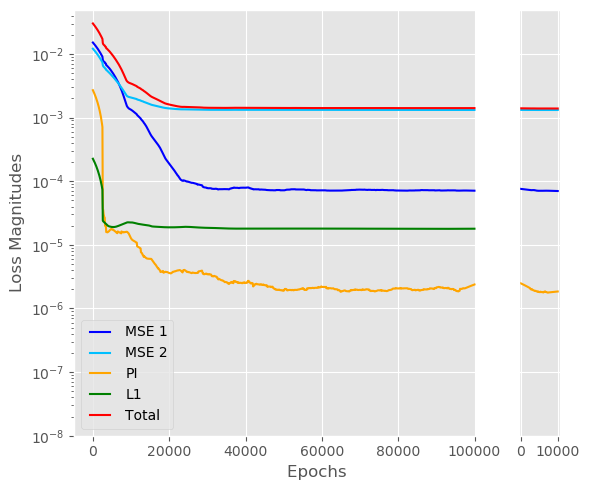 Loss Magnitudes
10⁻²
10⁻³
10⁻⁴
10⁻⁵
10⁻⁶
10⁻⁷
10⁻⁸
MSE 1
MSE 2
PI
L1
Total
0 20000 40000 60000 80000 100000 0 10000
Epochs